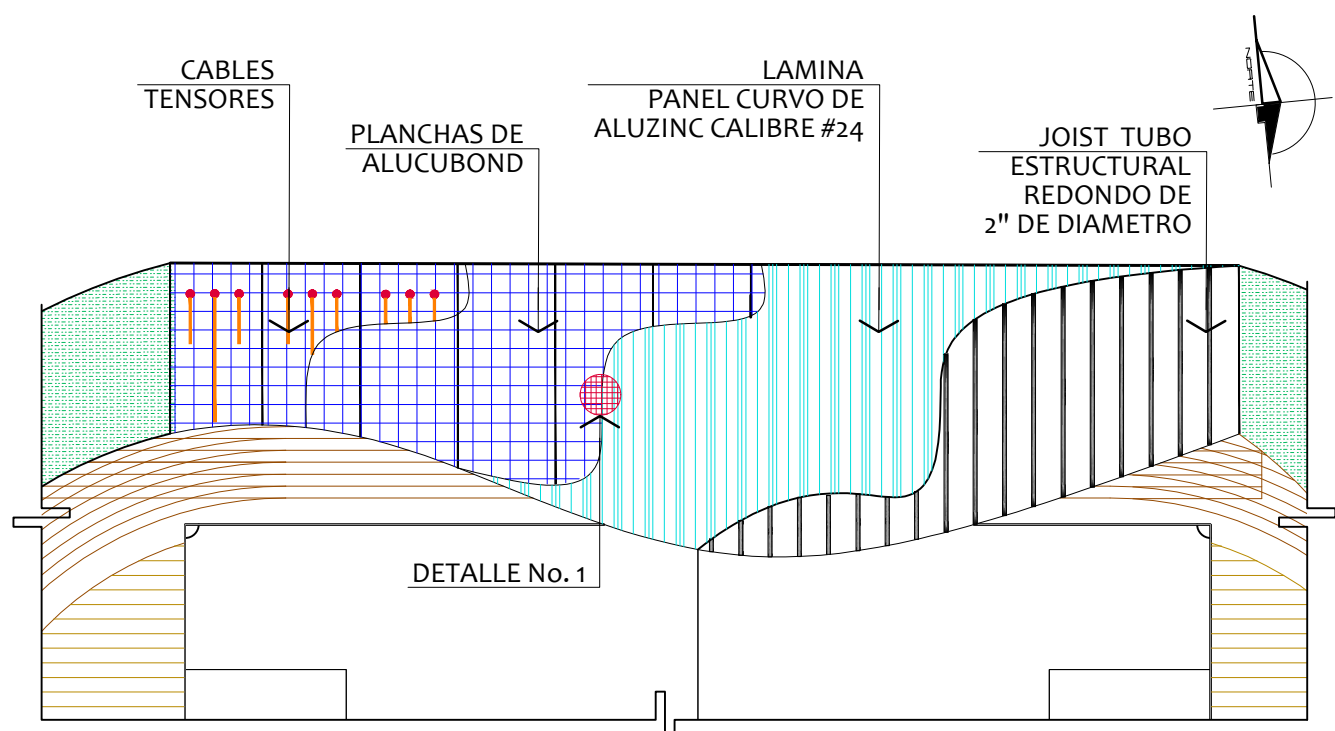 CABLES
TENSORES
PLANCHAS DE
ALUCUBOND
LAMINA
PANEL CURVO DE
ALUZINC CALIBRE #24
JOIST TUBO
ESTRUCTURAL
REDONDO DE
2" DE DIAMETRO
NORTE
DETALLE No. 1